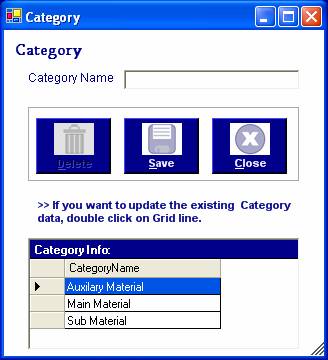 Category
Category
Category Name
Delete
Save
Close
>> If you want to update the existing Category
data, double click on Grid line.
Category Info:
CategoryName
Auxilary Material
Main Material
Sub Material